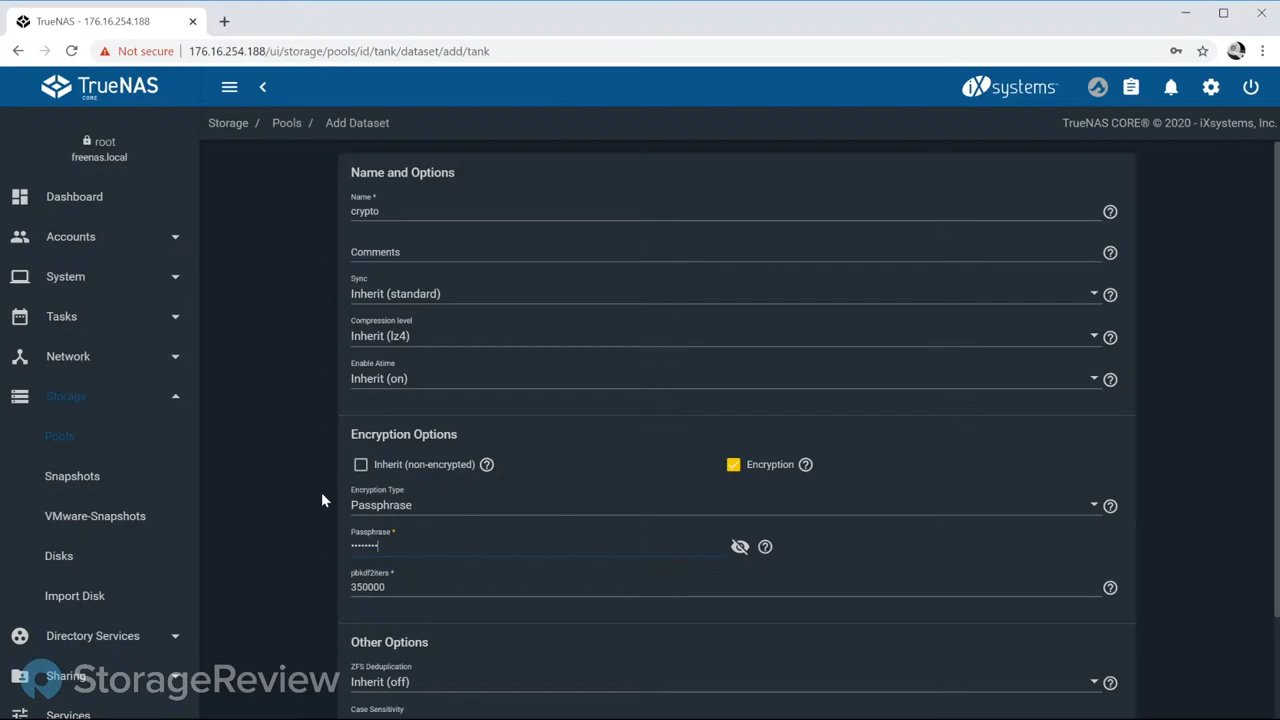 TrueNAS - 176.16.254.188
Not secure
176.16.254.188/ui/storage/pools/id/tank/dataset/add/tank
TrueNAS
CORE
iXsystems
root
freenas.local
Storage / Pools / Add Dataset
TrueNAS CORE® © 2020 - iXsystems, Inc.
Dashboard
Accounts
System
Tasks
Network
Storage
Pools
Snapshots
VMware-Snapshots
Disks
Import Disk
Directory Services
Sharing
Services
Name and Options
Name *
crypto
Comments
Sync
Inherit (standard)
Compression level
Inherit (lz4)
Enable Atime
Inherit (on)
Encryption Options
Inherit (non-encrypted)
Encryption
Encryption Type
Passphrase
Passphrase *
••••••••
pbkdf2iters *
350000
Other Options
ZFS Deduplication
Inherit (off)
Case Sensitivity
StorageReview